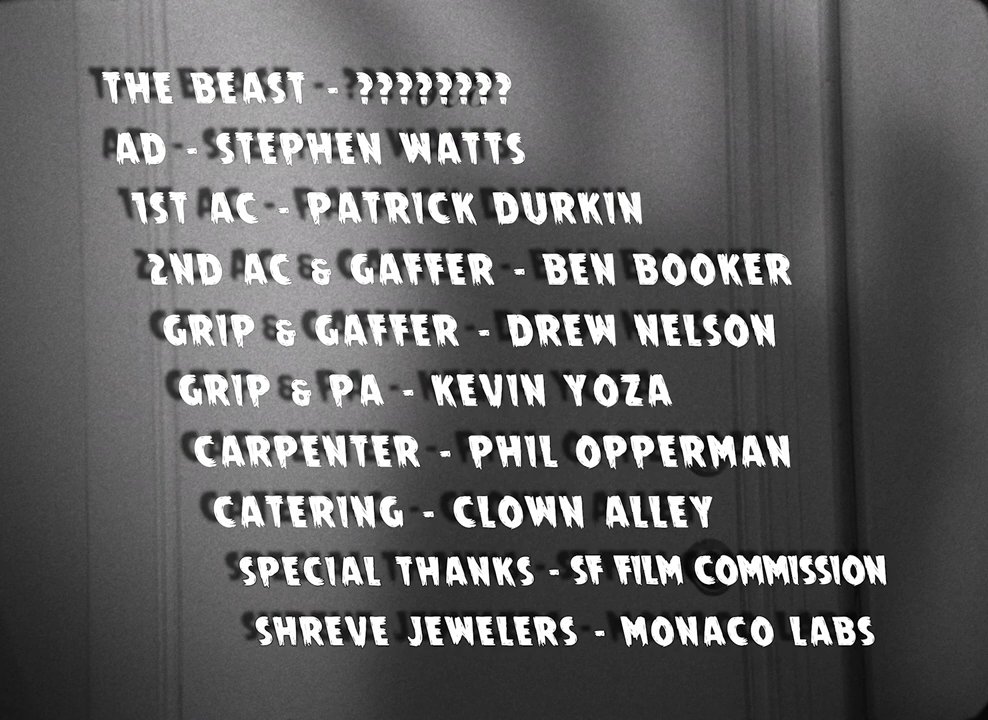 THE BEAST - ????????
AD - STEPHEN WATTS
1ST AC - PATRICK DURKIN
2ND AC & GAFFER - BEN BOOKER
GRIP & GAFFER - DREW NELSON
GRIP & PA - KEVIN YOZA
CARPENTER - PHIL OPPERMAN
CATERING - CLOWN ALLEY
SPECIAL THANKS - SF FILM COMMISSION
SHREVE JEWELERS - MONACO LABS